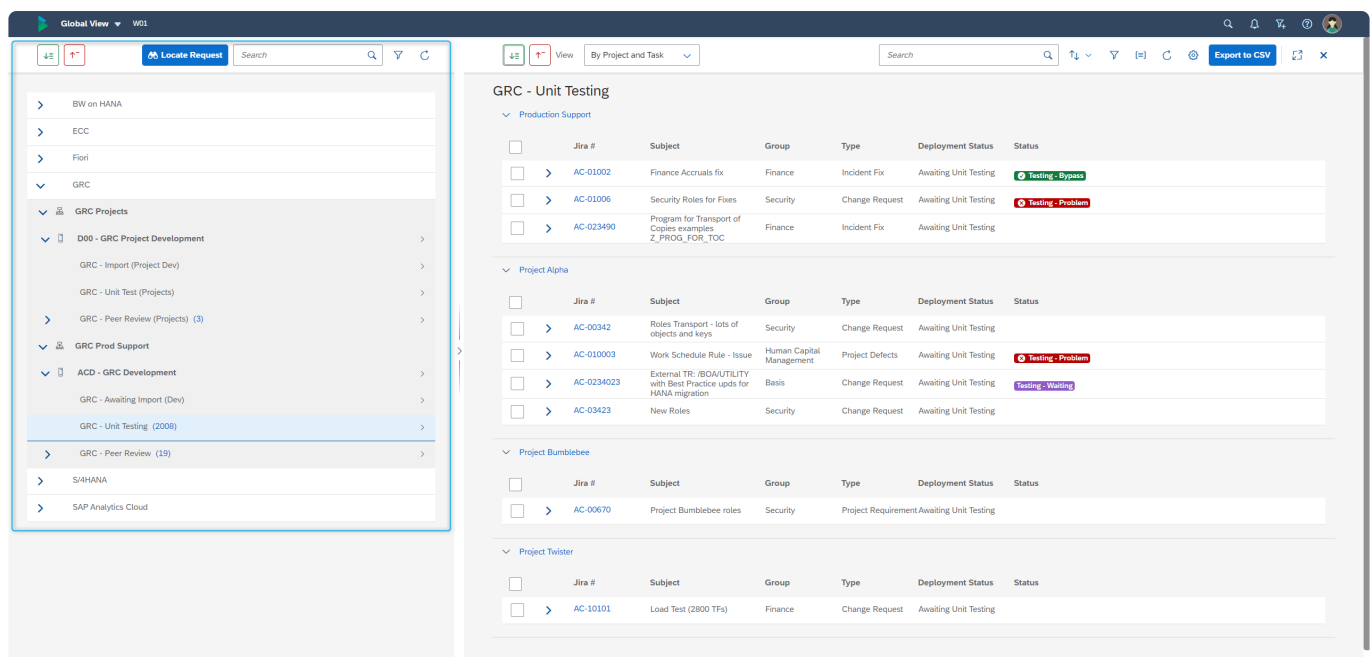 Global View W01
Locate Request Search
BW on HANA
ECC
Fiori
GRC
GRC Projects
D00 - GRC Project Development
GRC - Import (Project Dev)
GRC - Unit Test (Projects)
GRC - Peer Review (Projects) (3)
GRC Prod Support
ACD - GRC Development
GRC - Awaiting Import (Dev)
GRC - Unit Testing (2008)
GRC - Peer Review (19)
S/4HANA
SAP Analytics Cloud
View By Project and Task Search Export to CSV
GRC - Unit Testing
Production Support
Jira # Subject Group Type Deployment Status Status
AC-01002 Finance Accruals fix Finance Incident Fix Awaiting Unit Testing Testing - Bypass
AC-01006 Security Roles for Fixes Security Change Request Awaiting Unit Testing Testing - Problem
Program for Transport of
AC-023490 Copies examples Finance Incident Fix Awaiting Unit Testing
Z_PROG_FOR_TOC
Project Alpha
Jira # Subject Group Type Deployment Status Status
AC-00342 Roles Transport - lots of Security Change Request Awaiting Unit Testing
objects and keys
AC-010003 Work Schedule Rule - Issue Human Capital Project Defects Awaiting Unit Testing Testing - Problem
Management
External TR: /BOA/UTILITY
AC-0234023 with Best Practice upds for Basis Change Request Awaiting Unit Testing Testing - Waiting
HANA migration
AC-03423 New Roles Security Change Request Awaiting Unit Testing
Project Bumblebee
Jira # Subject Group Type Deployment Status Status
AC-00670 Project Bumblebee roles Security Project Requirement Awaiting Unit Testing
Project Twister
Jira # Subject Group Type Deployment Status Status
AC-10101 Load Test (2800 TFs) Finance Change Request Awaiting Unit Testing